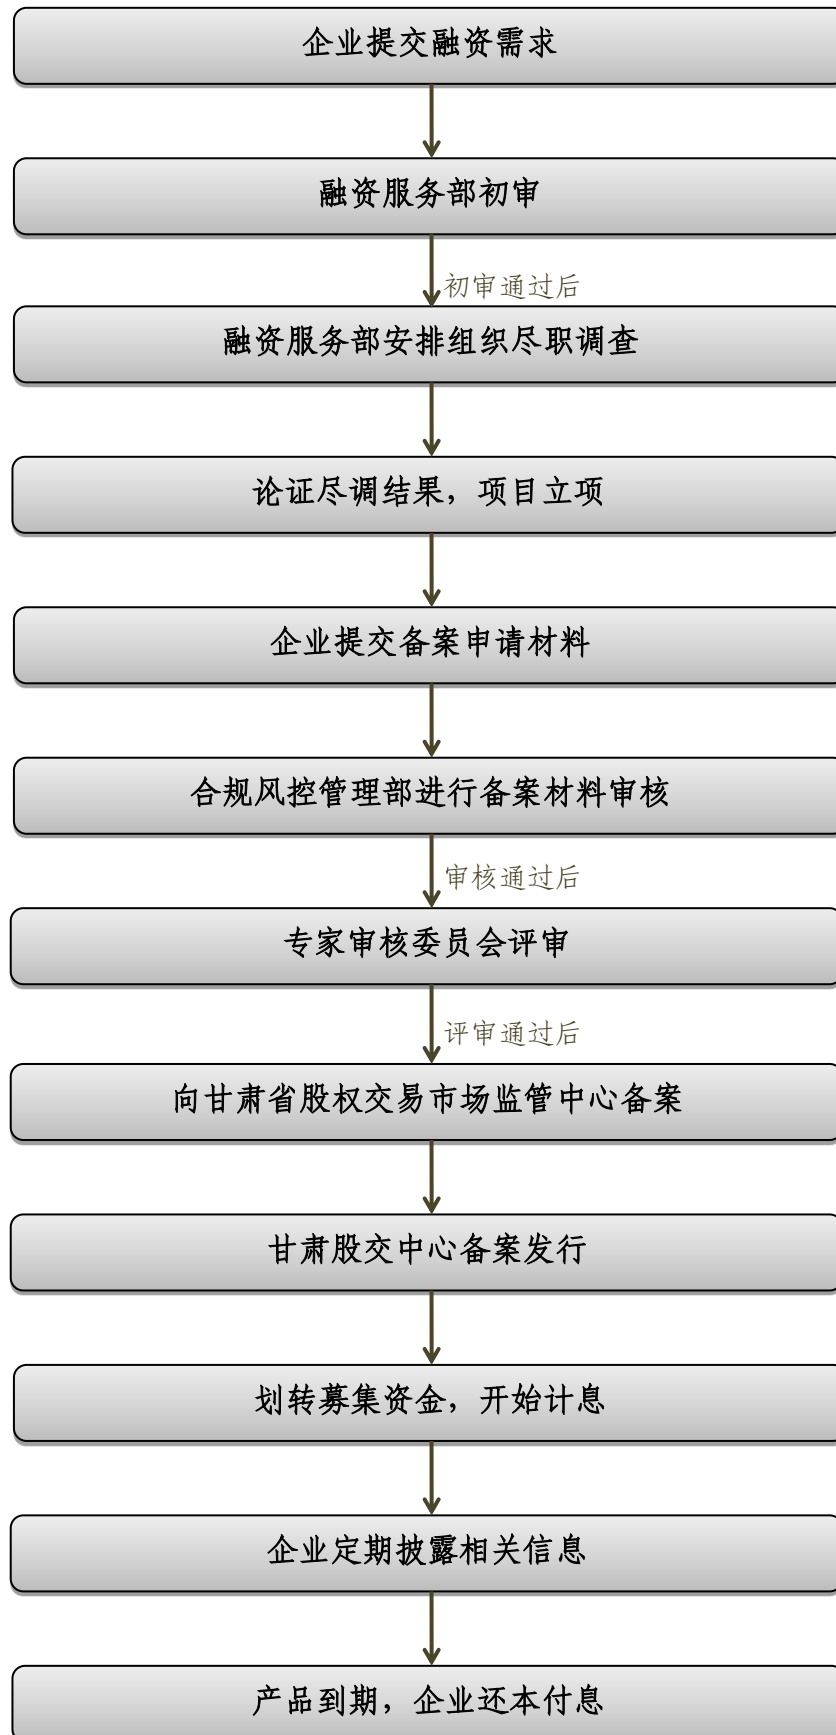 企业提交融资需求
融资服务部初审
初审通过后
融资服务部安排组织尽职调查
论证尽调结果，项目立项
企业提交备案申请材料
合规风控管理部进行备案材料审核
审核通过后
专家审核委员会评审
评审通过后
向甘肃省股权交易市场监管中心备案
甘肃股交中心备案发行
划转募集资金，开始计息
企业定期披露相关信息
产品到期，企业还本付息